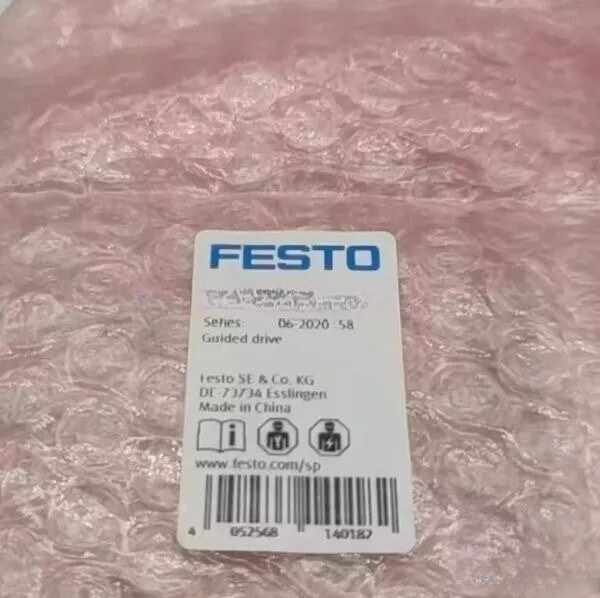 FESTO
Series: 06-2020 58
Guided drive
Festo SE & Co. KG
DE-73734 Esslingen
Made in China
www.festo.com/sp
4 052568 140187